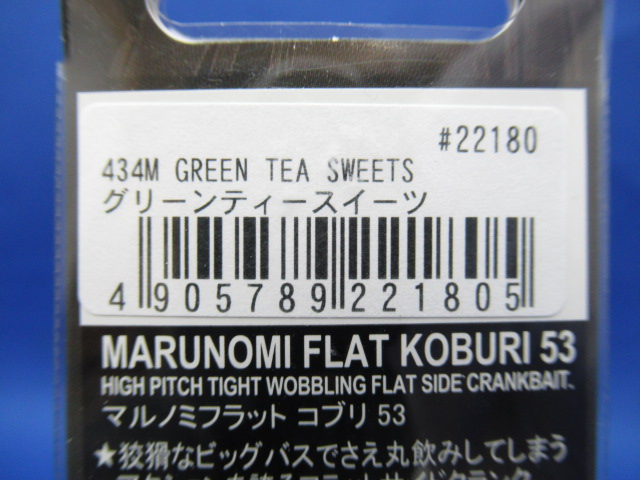 #22180
434M GREEN TEA SWEETS
グリーンティースイーツ
4 905789 221805
MARUNOMI FLAT KOBURI 53
HIGH PITCH TIGHT WOBBLING FLAT SIDE CRANKBAIT.
マルノミフラット コブリ 53
★狡猾なビッグバスでさえ丸飲みしてしまう